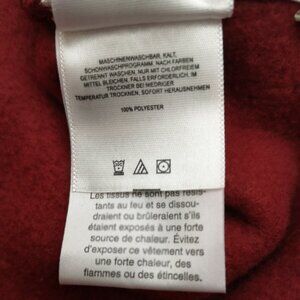 MASCHINENWASCHBAR, KALT,
SCHONWASCHPROGRAMM, NACH FARBEN
GETRENNT WASCHEN, NUR MIT CHLORFREIEM
MITTEL BLEICHEN, FALLS ERFORDERLICH. IM
TROCKNER BEI NIEDRIGER
TEMPERATUR TROCKNEN, SOFORT HERAUSNEHMEN
100% POLYESTER
Les tissus ne sont pas résis-
tants au feu et se dissou-
draient ou brûleraient s'ils
étaient exposés à une forte
source de chaleur. Évitez
d'exposer ce vêtement vers
une forte chaleur, des
flammes ou des étincelles.